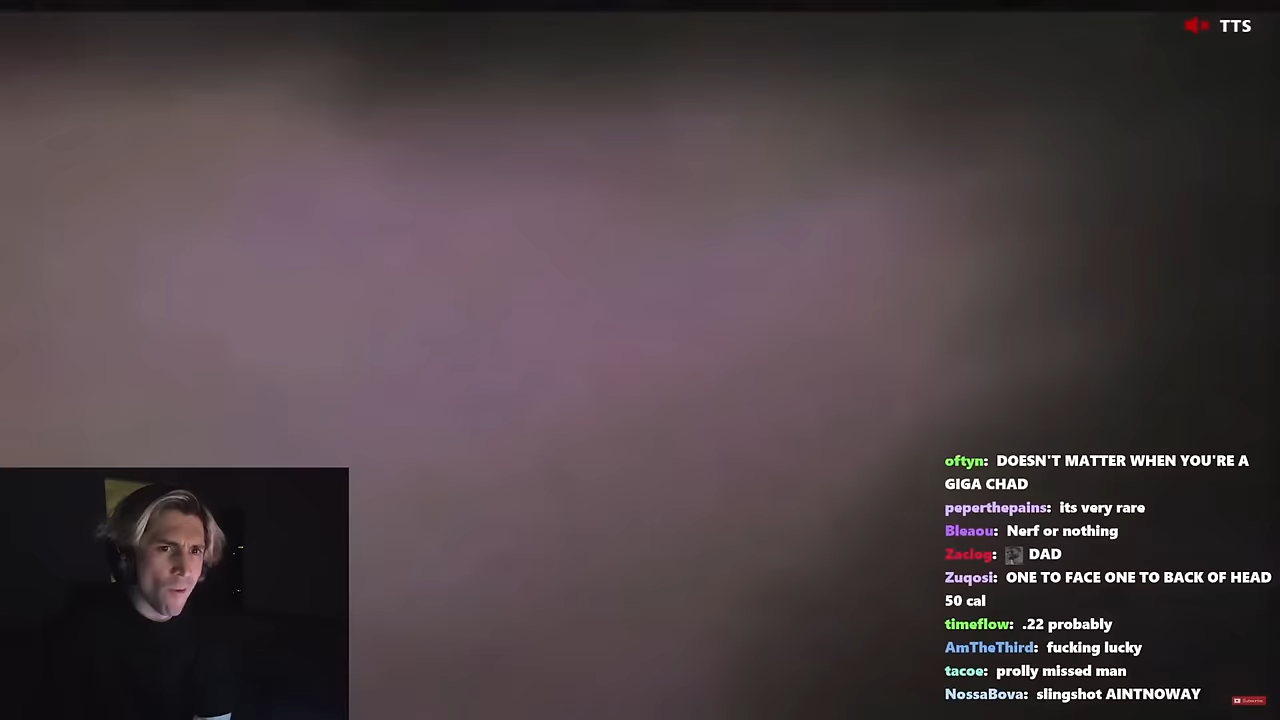 TTS
oftyn: DOESN'T MATTER WHEN YOU'RE A
GIGA CHAD
peperthepains: its very rare
Bleaou: Nerf or nothing
Zaclog: DAD
Zuqosi: ONE TO FACE ONE TO BACK OF HEAD
50 cal
timeflow: .22 probably
AmTheThird: fucking lucky
tacoe: prolly missed man
NossaBova: slingshot AINTNOWAY
Subscribe